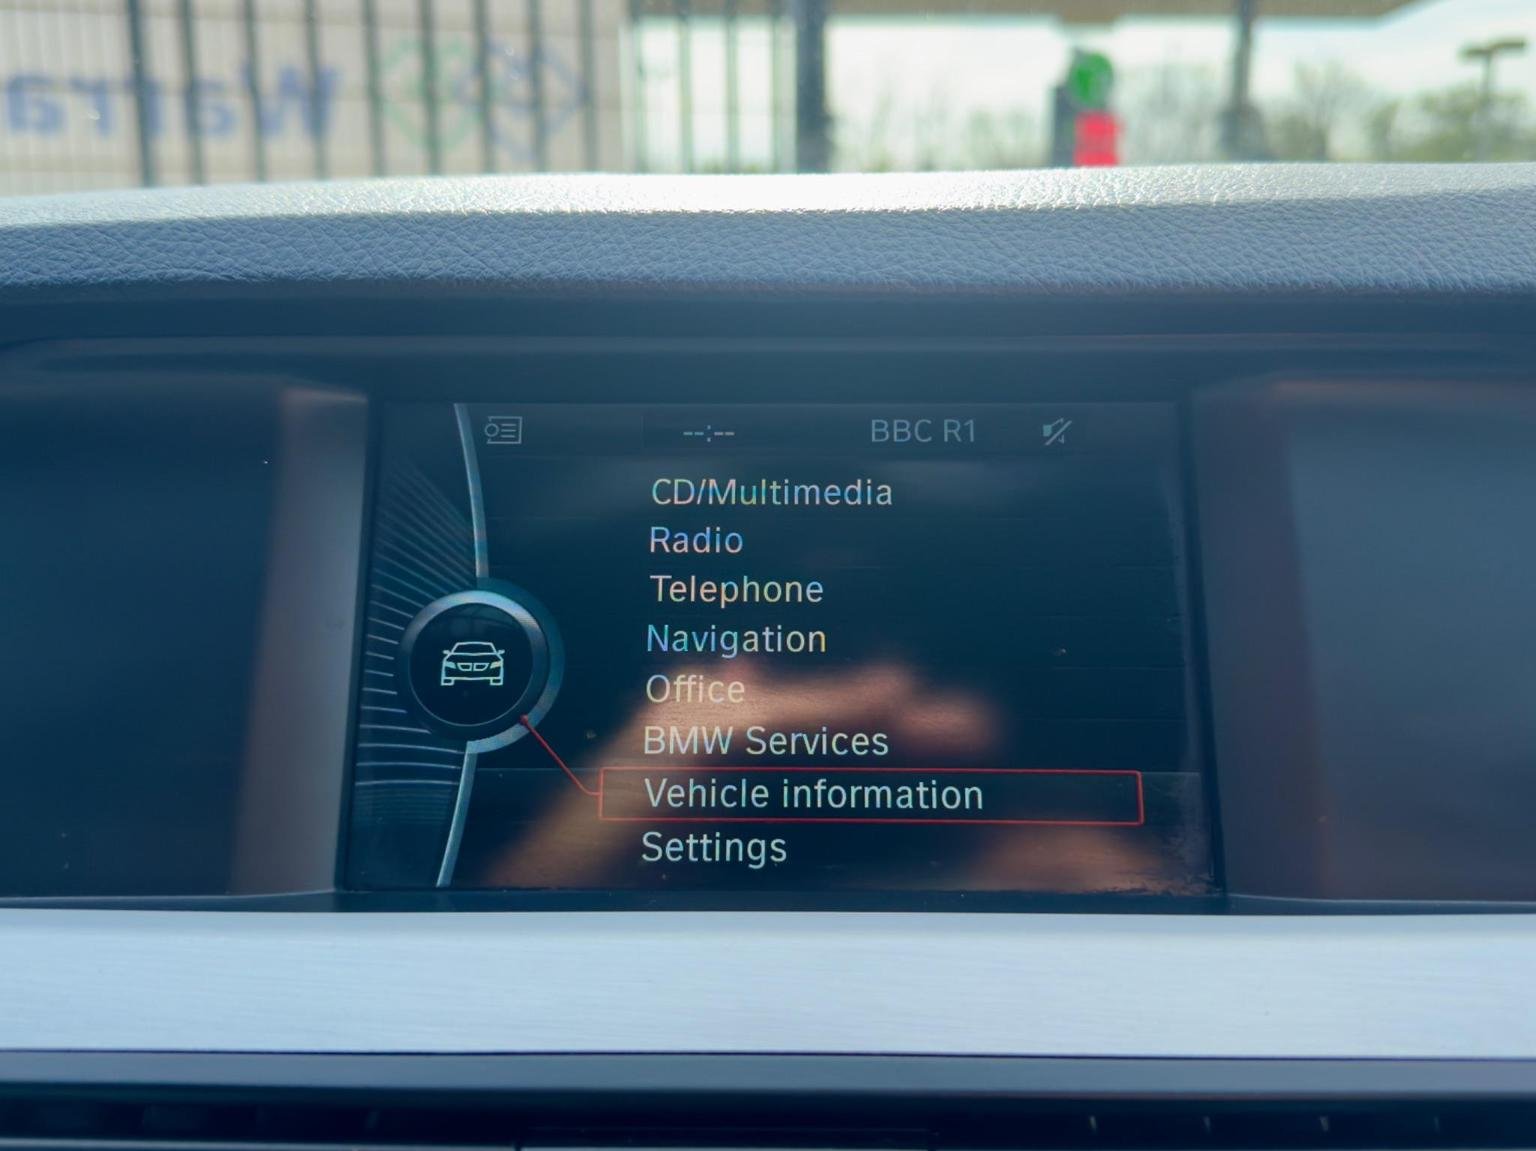 --:-- BBC R1
CD/Multimedia
Radio
Telephone
Navigation
Office
BMW Services
Vehicle information
Settings